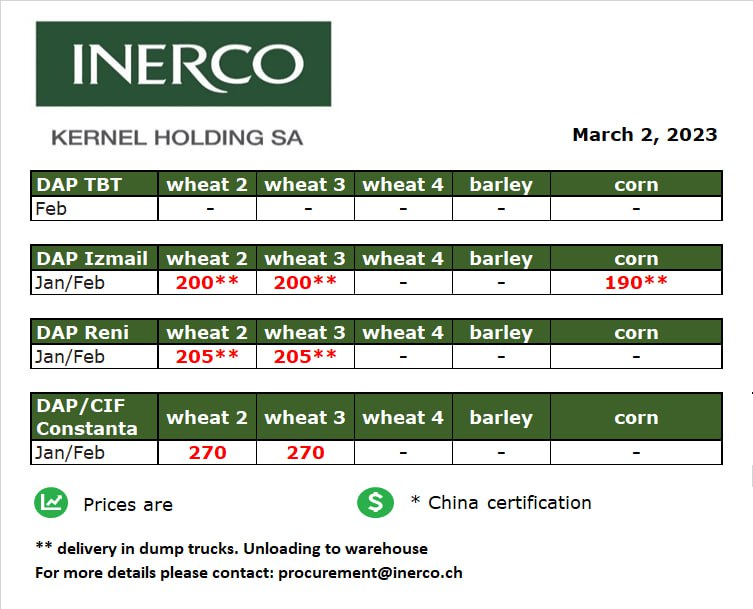 INERCO
KERNEL HOLDING SA
March 2, 2023
DAP TBT wheat 2 wheat 3 wheat 4 barley corn
Feb - - - - -
DAP Izmail wheat 2 wheat 3 wheat 4 barley corn
Jan/Feb 200** 200** - - 190**
DAP Reni wheat 2 wheat 3 wheat 4 barley corn
Jan/Feb 205** 205** - - -
DAP/CIF Constanta wheat 2 wheat 3 wheat 4 barley corn
Jan/Feb 270 270 - - -
Prices are $ * China certification
** delivery in dump trucks. Unloading to warehouse
For more details please contact: procurement@inerco.ch